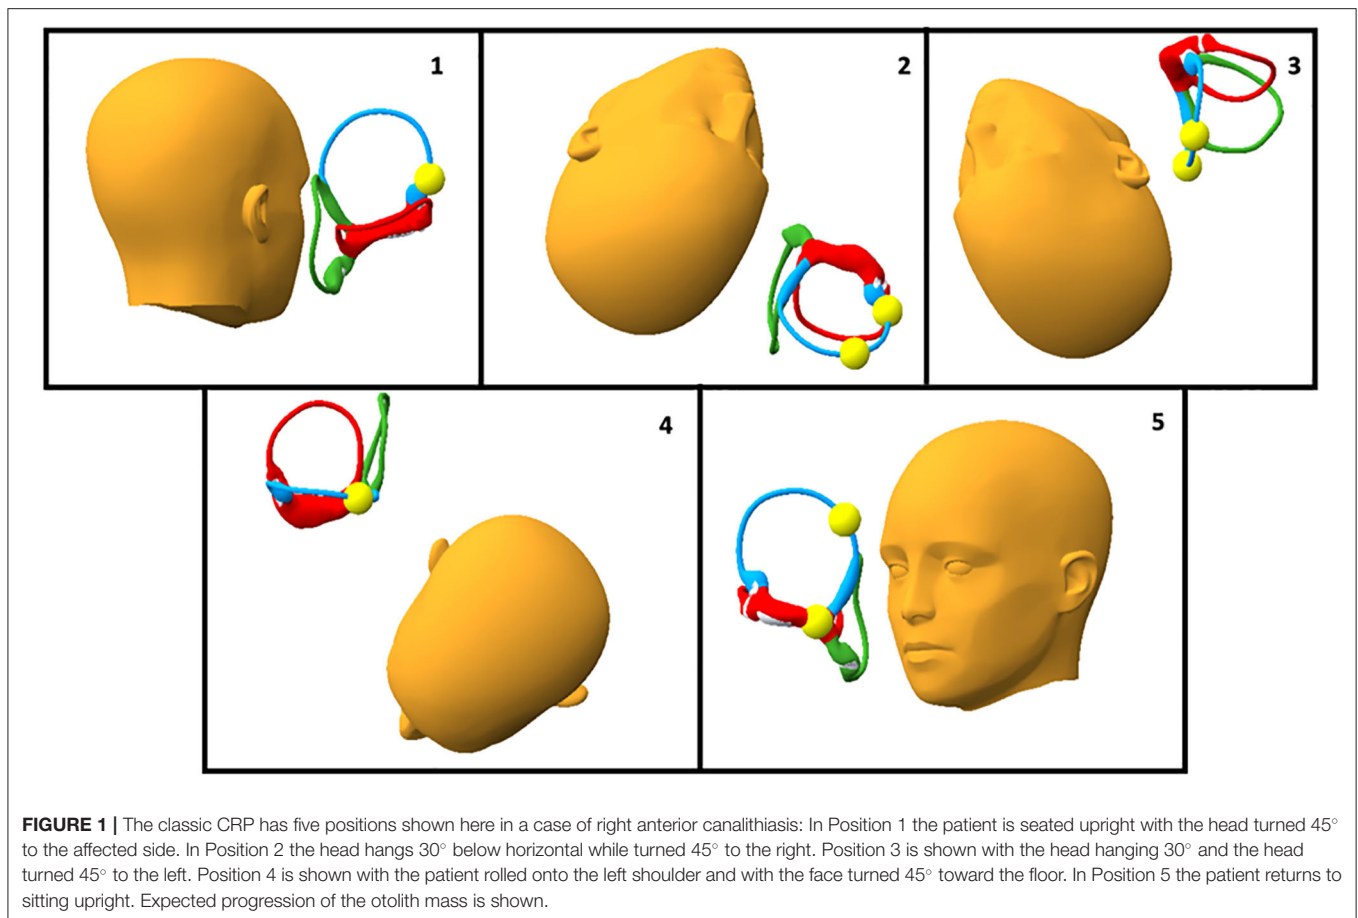 1
2
3
4
5
FIGURE 1 | The classic CRP has five positions shown here in a case of right anterior canalithiasis: In Position 1 the patient is seated upright with the head turned 45°
to the affected side. In Position 2 the head hangs 30° below horizontal while turned 45° to the right. Position 3 is shown with the head hanging 30° and the head
turned 45° to the left. Position 4 is shown with the patient rolled onto the left shoulder and with the face turned 45° toward the floor. In Position 5 the patient returns to
sitting upright. Expected progression of the otolith mass is shown.